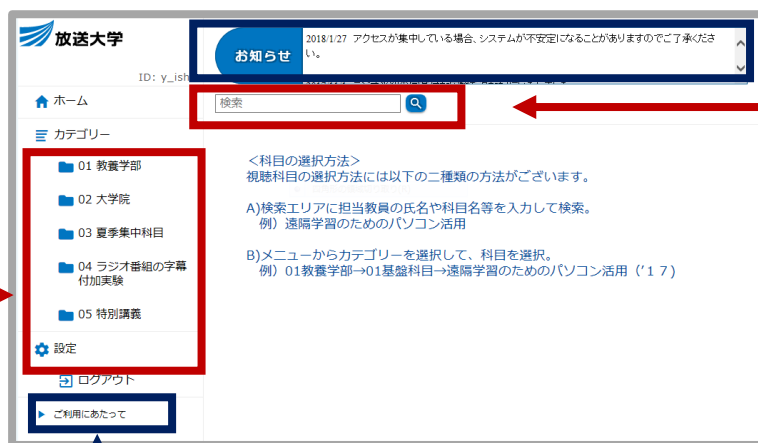 放送大学
お知らせ
2018/1/27 アクセスが集中している場合、システムが不安定になることがありますのでご了承くださ
い。
ID: y_ish
ホーム
検索
カテゴリー
01 教養学部
02 大学院
03 夏季集中科目
04 ラジオ番組の字幕
付加実験
05 特別講義
設定
ログアウト
ご利用にあたって
＜科目の選択方法＞
視聴科目の選択方法には以下の二種類の方法がございます。
A)検索エリアに担当教員の氏名や科目名等を入力して検索。
例）遠隔学習のためのパソコン活用
B)メニューからカテゴリーを選択して、科目を選択。
例）01教養学部→01基盤科目→遠隔学習のためのパソコン活用（’１７）